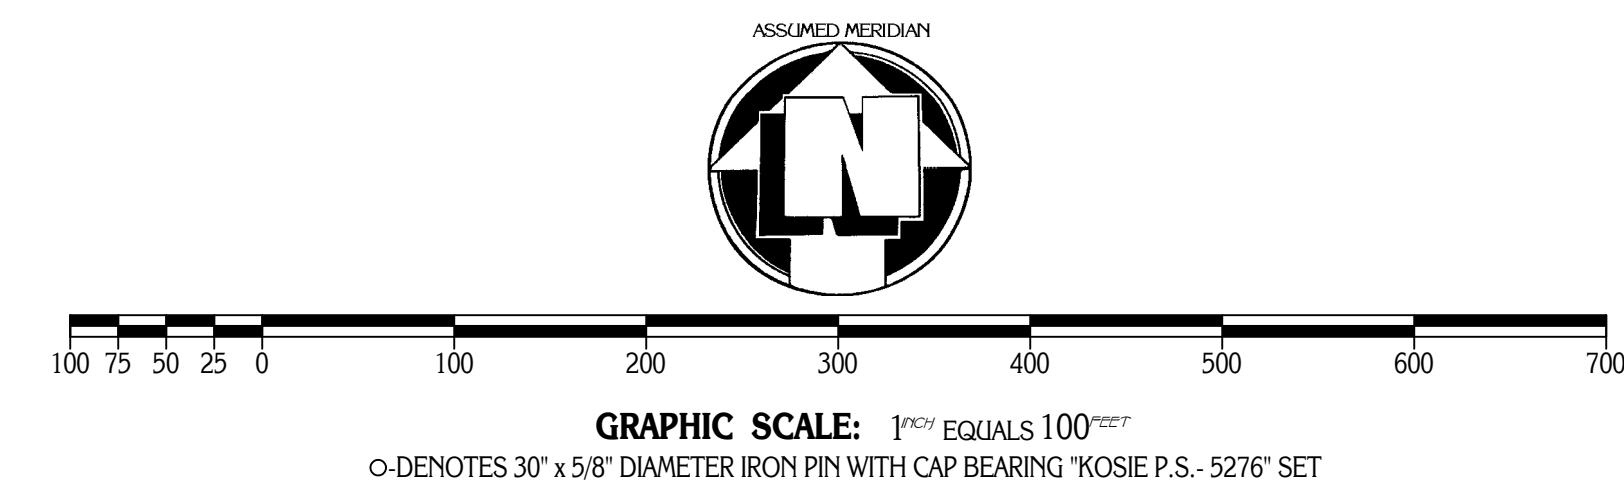 ASSUMED MERIDIAN
N
100 75 50 25 0 100 200 300 400 500 600 700
GRAPHIC SCALE: 1INCH EQUALS 100FEET
O-DENOTES 30" x 5/8" DIAMETER IRON PIN WITH CAP BEARING "KOSIE P.S.- 5276" SET